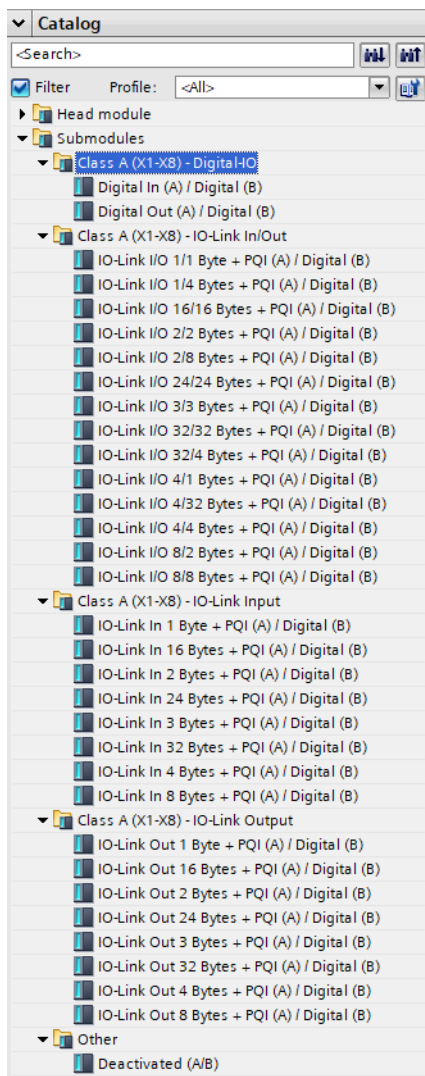 Catalog
<Search>
Filter Profile: <All>
Head module
Submodules
Class A (X1-X8) - Digital-IO
Digital In (A) / Digital (B)
Digital Out (A) / Digital (B)
Class A (X1-X8) - IO-Link In/Out
IO-Link I/O 1/1 Byte + PQI (A) / Digital (B)
IO-Link I/O 1/4 Bytes + PQI (A) / Digital (B)
IO-Link I/O 16/16 Bytes + PQI (A) / Digital (B)
IO-Link I/O 2/2 Bytes + PQI (A) / Digital (B)
IO-Link I/O 2/8 Bytes + PQI (A) / Digital (B)
IO-Link I/O 24/24 Bytes + PQI (A) / Digital (B)
IO-Link I/O 3/3 Bytes + PQI (A) / Digital (B)
IO-Link I/O 32/32 Bytes + PQI (A) / Digital (B)
IO-Link I/O 32/4 Bytes + PQI (A) / Digital (B)
IO-Link I/O 4/1 Bytes + PQI (A) / Digital (B)
IO-Link I/O 4/32 Bytes + PQI (A) / Digital (B)
IO-Link I/O 4/4 Bytes + PQI (A) / Digital (B)
IO-Link I/O 8/2 Bytes + PQI (A) / Digital (B)
IO-Link I/O 8/8 Bytes + PQI (A) / Digital (B)
Class A (X1-X8) - IO-Link Input
IO-Link In 1 Byte + PQI (A) / Digital (B)
IO-Link In 16 Bytes + PQI (A) / Digital (B)
IO-Link In 2 Bytes + PQI (A) / Digital (B)
IO-Link In 24 Bytes + PQI (A) / Digital (B)
IO-Link In 3 Bytes + PQI (A) / Digital (B)
IO-Link In 32 Bytes + PQI (A) / Digital (B)
IO-Link In 4 Bytes + PQI (A) / Digital (B)
IO-Link In 8 Bytes + PQI (A) / Digital (B)
Class A (X1-X8) - IO-Link Output
IO-Link Out 1 Byte + PQI (A) / Digital (B)
IO-Link Out 16 Bytes + PQI (A) / Digital (B)
IO-Link Out 2 Bytes + PQI (A) / Digital (B)
IO-Link Out 24 Bytes + PQI (A) / Digital (B)
IO-Link Out 3 Bytes + PQI (A) / Digital (B)
IO-Link Out 32 Bytes + PQI (A) / Digital (B)
IO-Link Out 4 Bytes + PQI (A) / Digital (B)
IO-Link Out 8 Bytes + PQI (A) / Digital (B)
Other
Deactivated (A/B)